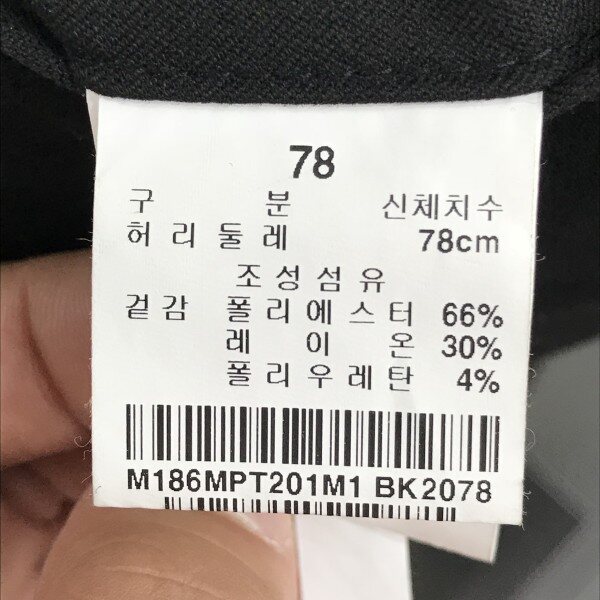 78
구 분 신체치수
허리둘레 78cm
조성섬유
겉감 폴리에스터 66%
레이온 30%
폴리우레탄 4%
M186MPT201M1 BK2078